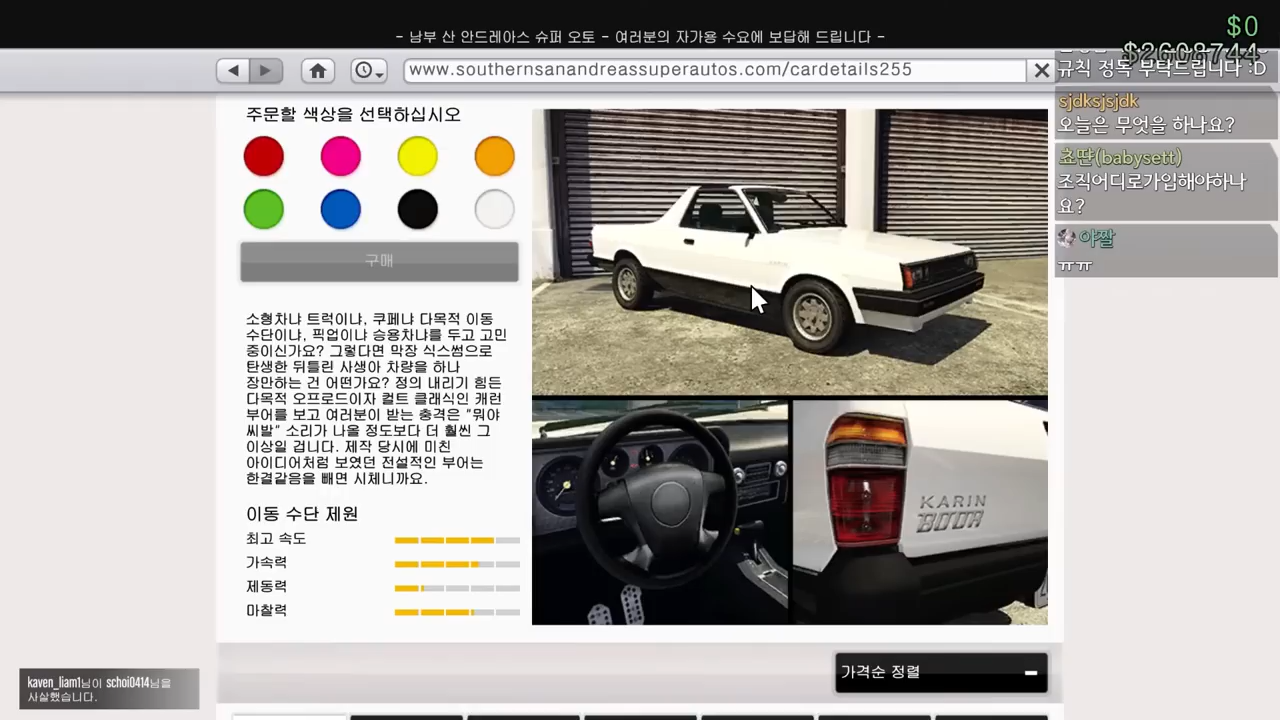 - 남부 산 안드레아스 슈퍼 오토 - 여러분의 자가용 수요에 보답해 드립니다 -
$0
$2608744
www.southernsanandreassuperautos.com/cardetails255
규칙 정독 부탁드립니다 :D
sjdksjsjdk
오늘은 무엇을 하나요?
쵸딴(babysett)
조직어디로가입해야하나
요?
야짤
ㅠㅠ
주문할 색상을 선택하십시오
구매
소형차냐 트럭이냐, 쿠페냐 다목적 이동
수단이냐, 픽업이냐 승용차냐를 두고 고민
중이신가요? 그렇다면 막장 식스썸으로
탄생한 뒤틀린 사생아 차량을 하나
장만하는 건 어떤가요? 정의 내리기 힘든
다목적 오프로드이자 컬트 클래식인 캐런
부어를 보고 여러분이 받는 충격은 "뭐야
씨발" 소리가 나올 정도보다 더 훨씬 그
이상일 겁니다. 제작 당시에 미친
아이디어처럼 보였던 전설적인 부어는
한결같음을 빼면 시체니까요.
이동 수단 제원
최고 속도
가속력
제동력
마찰력
KARIN
BOOR
가격순 정렬
kaven_liam1님이 schoi0414님을
사살했습니다.